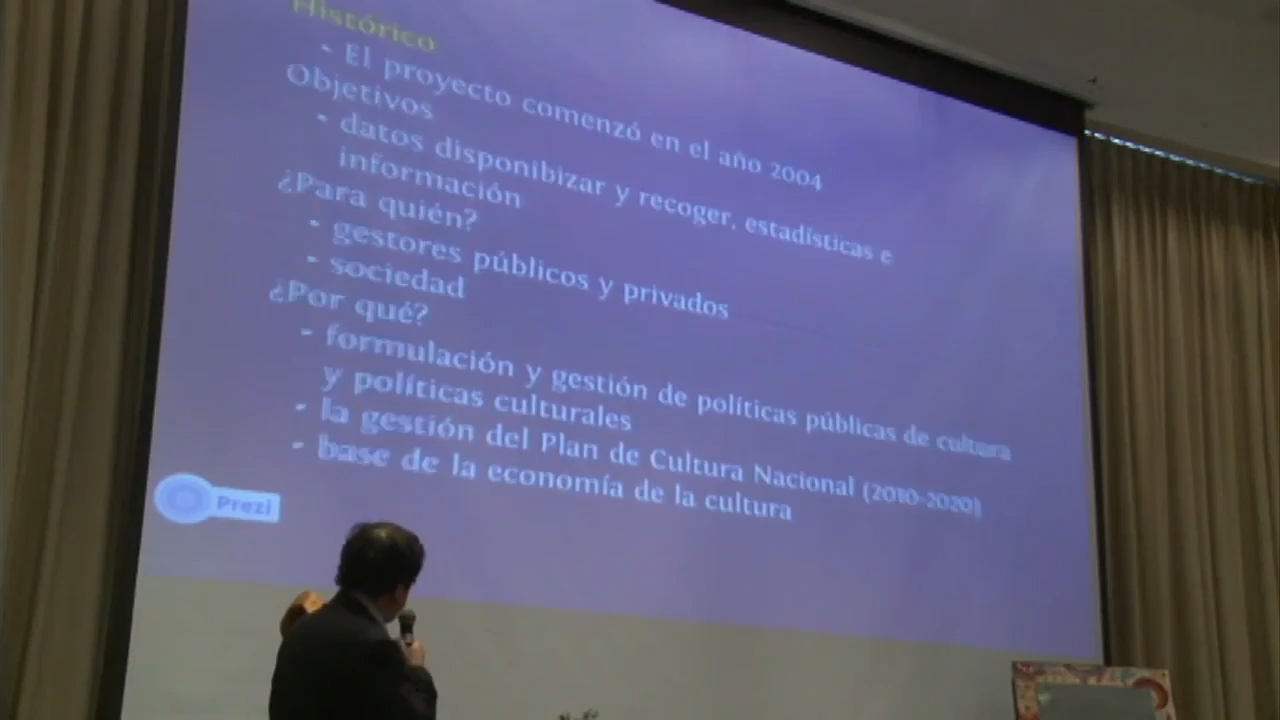 Histórico
- El proyecto comenzó en el año 2004
Objetivos
- datos disponibizar y recoger, estadísticas e
información
¿Para quién?
- gestores públicos y privados
- sociedad
¿Por qué?
- formulación y gestión de políticas públicas de cultura
y políticas culturales
- la gestión del Plan de Cultura Nacional (2010-2020)
- base de la economía de la cultura
Prezi